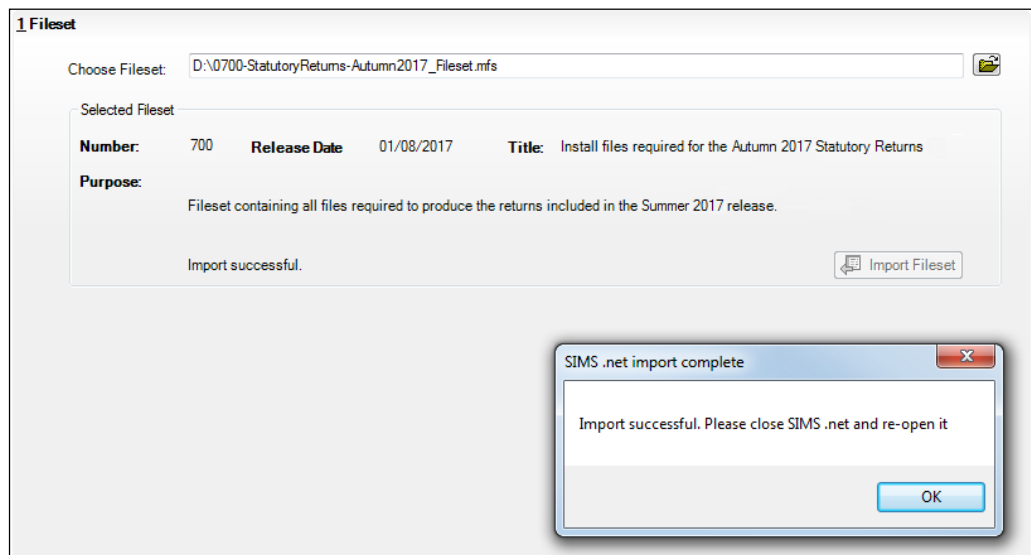 1 Fileset
Choose Fileset: D:\0700-StatutoryReturns-Autumn2017_Fileset.mfs
Selected Fileset
Number: 700 Release Date 01/08/2017 Title: Install files required for the Autumn 2017 Statutory Returns
Purpose:
Fileset containing all files required to produce the returns included in the Summer 2017 release.
Import successful. Import Fileset
SIMS .net import complete
Import successful. Please close SIMS .net and re-open it
OK